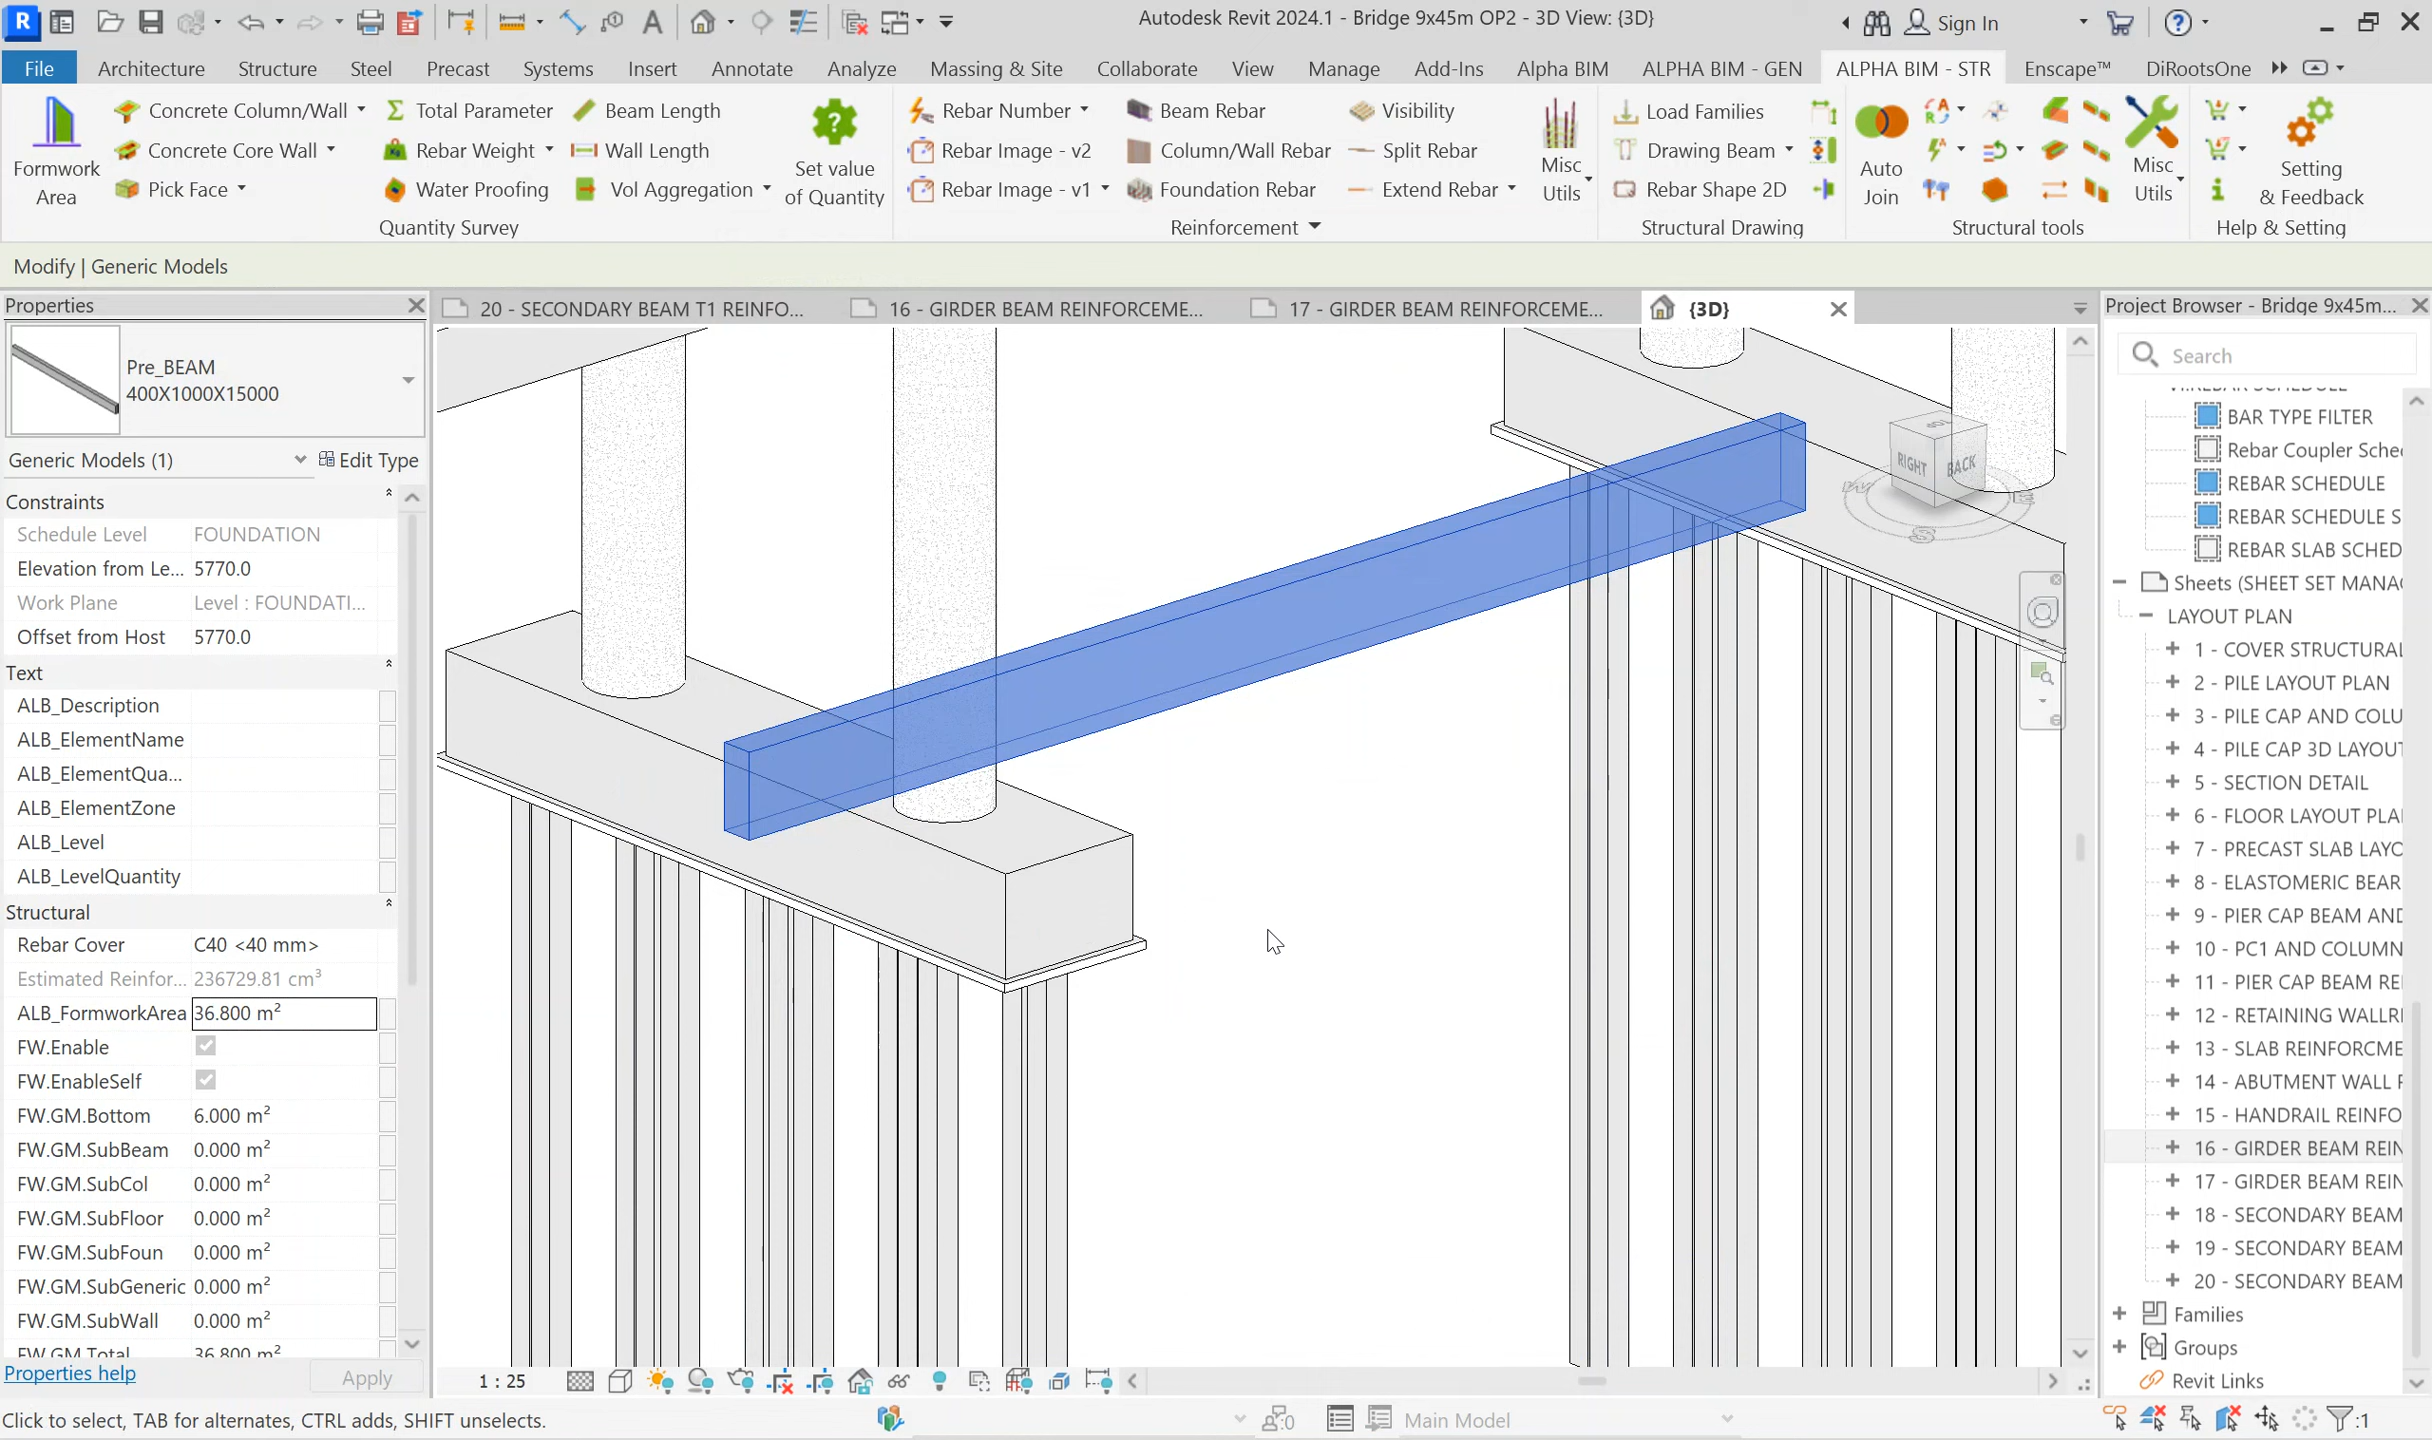 Autodesk Revit 2024.1 - Bridge 9x45m OP2 - 3D View: {3D}
Sign In
File
Architecture
Structure
Steel
Precast
Systems
Insert
Annotate
Analyze
Massing & Site
Collaborate
View
Manage
Add-Ins
Alpha BIM
ALPHA BIM - GEN
ALPHA BIM - STR
Enscape™
DiRootsOne
Formwork
Area
Concrete Column/Wall
Concrete Core Wall
Pick Face
Total Parameter
Rebar Weight
Water Proofing
Beam Length
Wall Length
Vol Aggregation
Set value
of Quantity
Quantity Survey
Rebar Number
Rebar Image - v2
Rebar Image - v1
Beam Rebar
Column/Wall Rebar
Foundation Rebar
Visibility
Split Rebar
Extend Rebar
Misc
Utils
Reinforcement
Load Families
Drawing Beam
Rebar Shape 2D
Structural Drawing
Auto
Join
Misc
Utils
Structural tools
Setting
& Feedback
Help & Setting
Modify | Generic Models
Properties
Pre_BEAM
400X1000X15000
Generic Models (1)
Edit Type
Constraints
Schedule Level FOUNDATION
Elevation from Le... 5770.0
Work Plane Level : FOUNDATI...
Offset from Host 5770.0
Text
ALB_Description
ALB_ElementName
ALB_ElementQua...
ALB_ElementZone
ALB_Level
ALB_LevelQuantity
Structural
Rebar Cover C40 <40 mm>
Estimated Reinfor... 236729.81 cm³
ALB_FormworkArea 36.800 m²
FW.Enable
FW.EnableSelf
FW.GM.Bottom 6.000 m²
FW.GM.SubBeam 0.000 m²
FW.GM.SubCol 0.000 m²
FW.GM.SubFloor 0.000 m²
FW.GM.SubFoun 0.000 m²
FW.GM.SubGeneric 0.000 m²
FW.GM.SubWall 0.000 m²
FW.GM.Total 36.800 m²
Properties help
Apply
20 - SECONDARY BEAM T1 REINFO...
16 - GIRDER BEAM REINFORCEME...
17 - GIRDER BEAM REINFORCEME...
{3D}
RIGHT
BACK
S
E
1 : 25
Project Browser - Bridge 9x45m...
Search
VI.REBAR SCHEDULE
BAR TYPE FILTER
Rebar Coupler Sche
REBAR SCHEDULE
REBAR SCHEDULE S
REBAR SLAB SCHED
Sheets (SHEET SET MANA
LAYOUT PLAN
1 - COVER STRUCTURAL
2 - PILE LAYOUT PLAN
3 - PILE CAP AND COLU
4 - PILE CAP 3D LAYOUT
5 - SECTION DETAIL
6 - FLOOR LAYOUT PLA
7 - PRECAST SLAB LAYO
8 - ELASTOMERIC BEAR
9 - PIER CAP BEAM AND
10 - PC1 AND COLUMN
11 - PIER CAP BEAM RE
12 - RETAINING WALLR
13 - SLAB REINFORCME
14 - ABUTMENT WALL F
15 - HANDRAIL REINFO
16 - GIRDER BEAM REIN
17 - GIRDER BEAM REIN
18 - SECONDARY BEAM
19 - SECONDARY BEAM
20 - SECONDARY BEAM
Families
Groups
Revit Links
Click to select, TAB for alternates, CTRL adds, SHIFT unselects.
:0
Main Model
:1